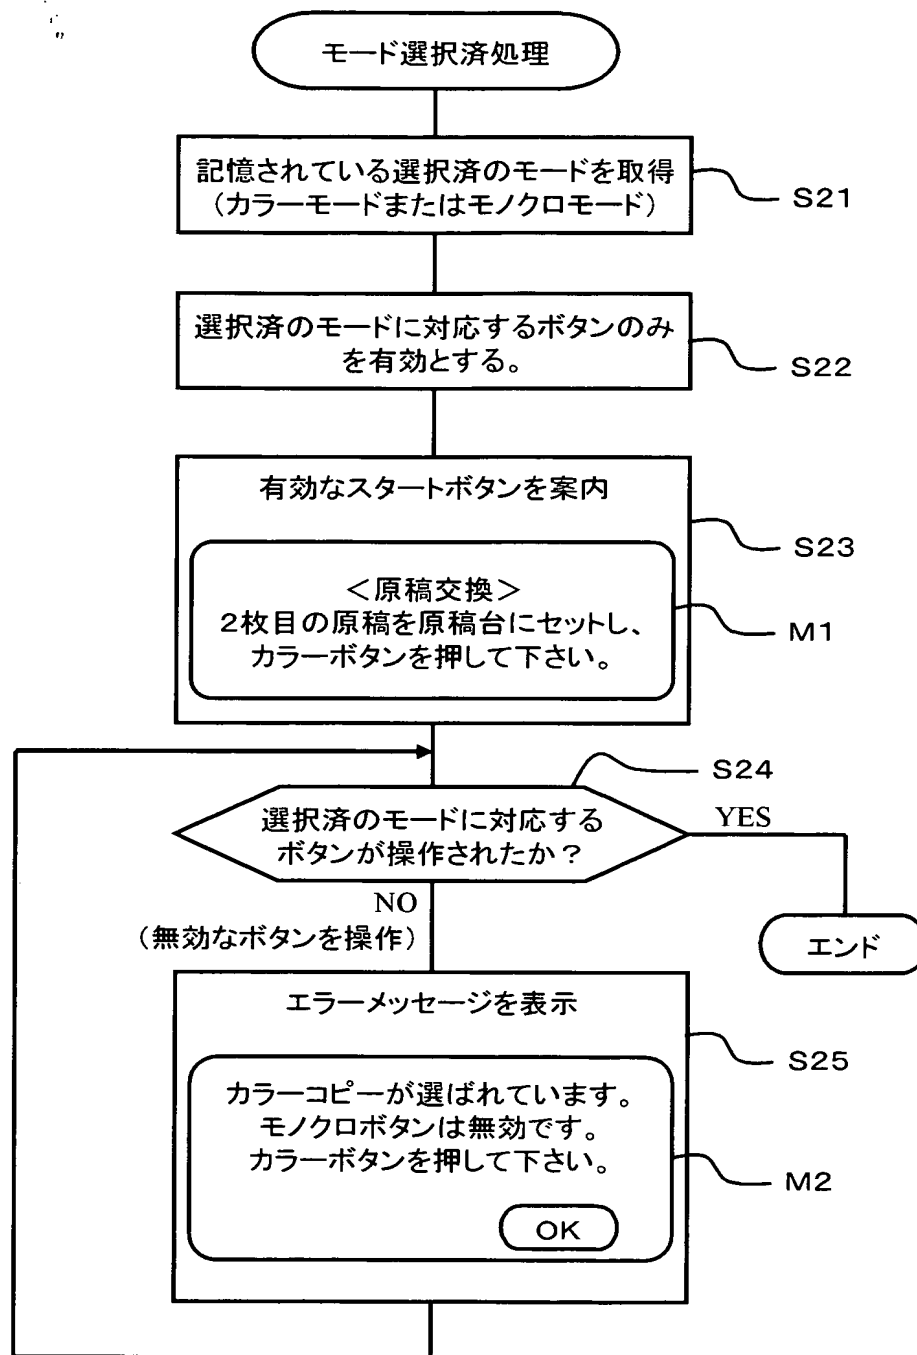 モード選択済処理
記憶されている選択済のモードを取得
（カラーモードまたはモノクロモード）
S21
選択済のモードに対応するボタンのみ
を有効とする。
S22
有効なスタートボタンを案内
S23
＜原稿交換＞
2枚目の原稿を原稿台にセットし、
カラーボタンを押して下さい。
M1
S24
選択済のモードに対応する
ボタンが操作されたか？
YES
NO
（無効なボタンを操作）
エンド
エラーメッセージを表示
S25
カラーコピーが選ばれています。
モノクロボタンは無効です。
カラーボタンを押して下さい。
M2
OK